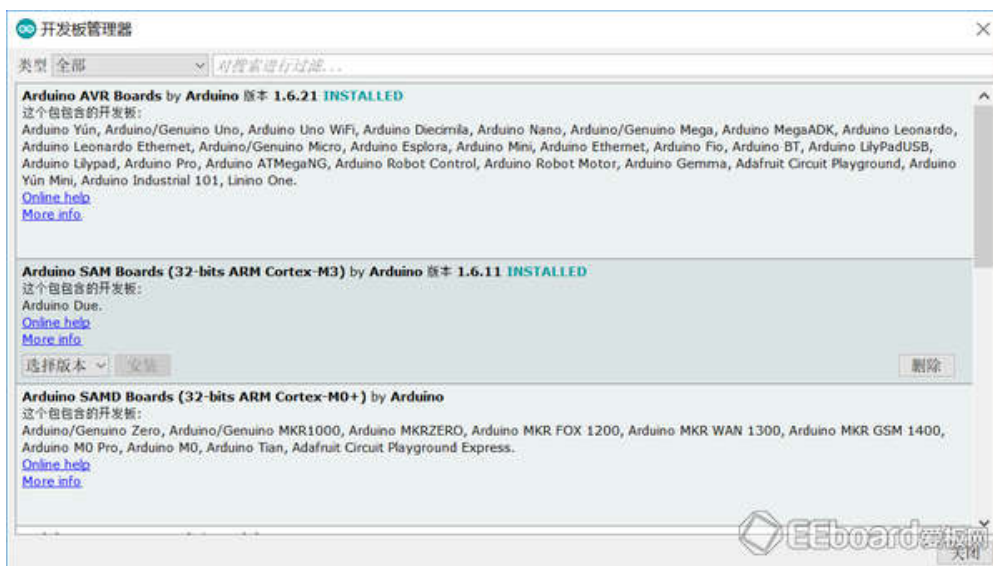 开发板管理器
类型 全部 对搜索进行过滤...
Arduino AVR Boards by Arduino 版本 1.6.21 INSTALLED
这个包包含的开发板:
Arduino Yún, Arduino/Genuino Uno, Arduino Uno WiFi, Arduino Diecimila, Arduino Nano, Arduino/Genuino Mega, Arduino MegaADK, Arduino Leonardo,
Arduino Leonardo Ethernet, Arduino/Genuino Micro, Arduino Esplora, Arduino Mini, Arduino Ethernet, Arduino Fio, Arduino BT, Arduino LilyPadUSB,
Arduino Lilypad, Arduino Pro, Arduino ATMegaNG, Arduino Robot Control, Arduino Robot Motor, Arduino Gemma, Adafruit Circuit Playground, Arduino
Yún Mini, Arduino Industrial 101, Linino One.
Online help
More info
Arduino SAM Boards (32-bits ARM Cortex-M3) by Arduino 版本 1.6.11 INSTALLED
这个包包含的开发板:
Arduino Due.
Online help
More info
选择版本 安装 删除
Arduino SAMD Boards (32-bits ARM Cortex-M0+) by Arduino
这个包包含的开发板:
Arduino/Genuino Zero, Arduino/Genuino MKR1000, Arduino MKRZERO, Arduino MKR FOX 1200, Arduino MKR WAN 1300, Arduino MKR GSM 1400,
Arduino M0 Pro, Arduino M0, Arduino Tian, Adafruit Circuit Playground Express.
Online help
More info
EEboard爱板网
关闭